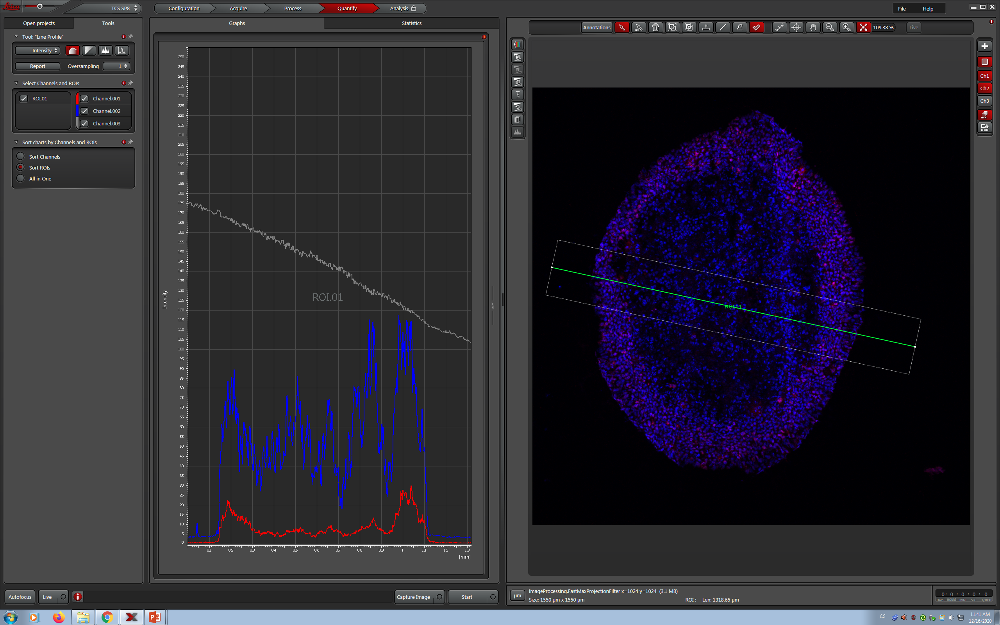 Leica
TCS SP8
Configuration
Acquire
Process
Quantify
Analysis
File
Help
Open projects
Tools
Tool: "Line Profile"
Intensity
Report
Oversampling
1
Select Channels and ROIs
ROI.01
Channel.001
Channel.002
Channel.003
Sort charts by Channels and ROIs
Sort Channels
Sort ROIs
All in One
Graphs
Statistics
250
245
240
235
230
225
220
215
210
205
200
195
190
185
180
175
170
165
160
155
150
145
140
135
130
125
120
115
110
105
100
95
90
85
80
75
70
65
60
55
50
45
40
35
30
25
20
15
10
5
0
Intensity
ROI.01
0.1 0.2 0.3 0.4 0.5 0.6 0.7 0.8 0.9 1 1.1 1.2 1.3
[mm]
Annotations
ALL
109.38 %
Live
M
ROI.01
Ch1
Ch2
Ch3
MAX
Autofocus
Live
Capture Image
Start
µm
ImageProcessing.FastMaxProjectionFilter x=1024 y=1024 (3.1 MB)
Size: 1550 µm x 1550 µm
ROI :
Len: 1318.65 µm
0: 0 : 0 : 0 : 0
DAYS HOURS MIN. SEC. 1/1000
CS
11:41 AM
12/16/2020